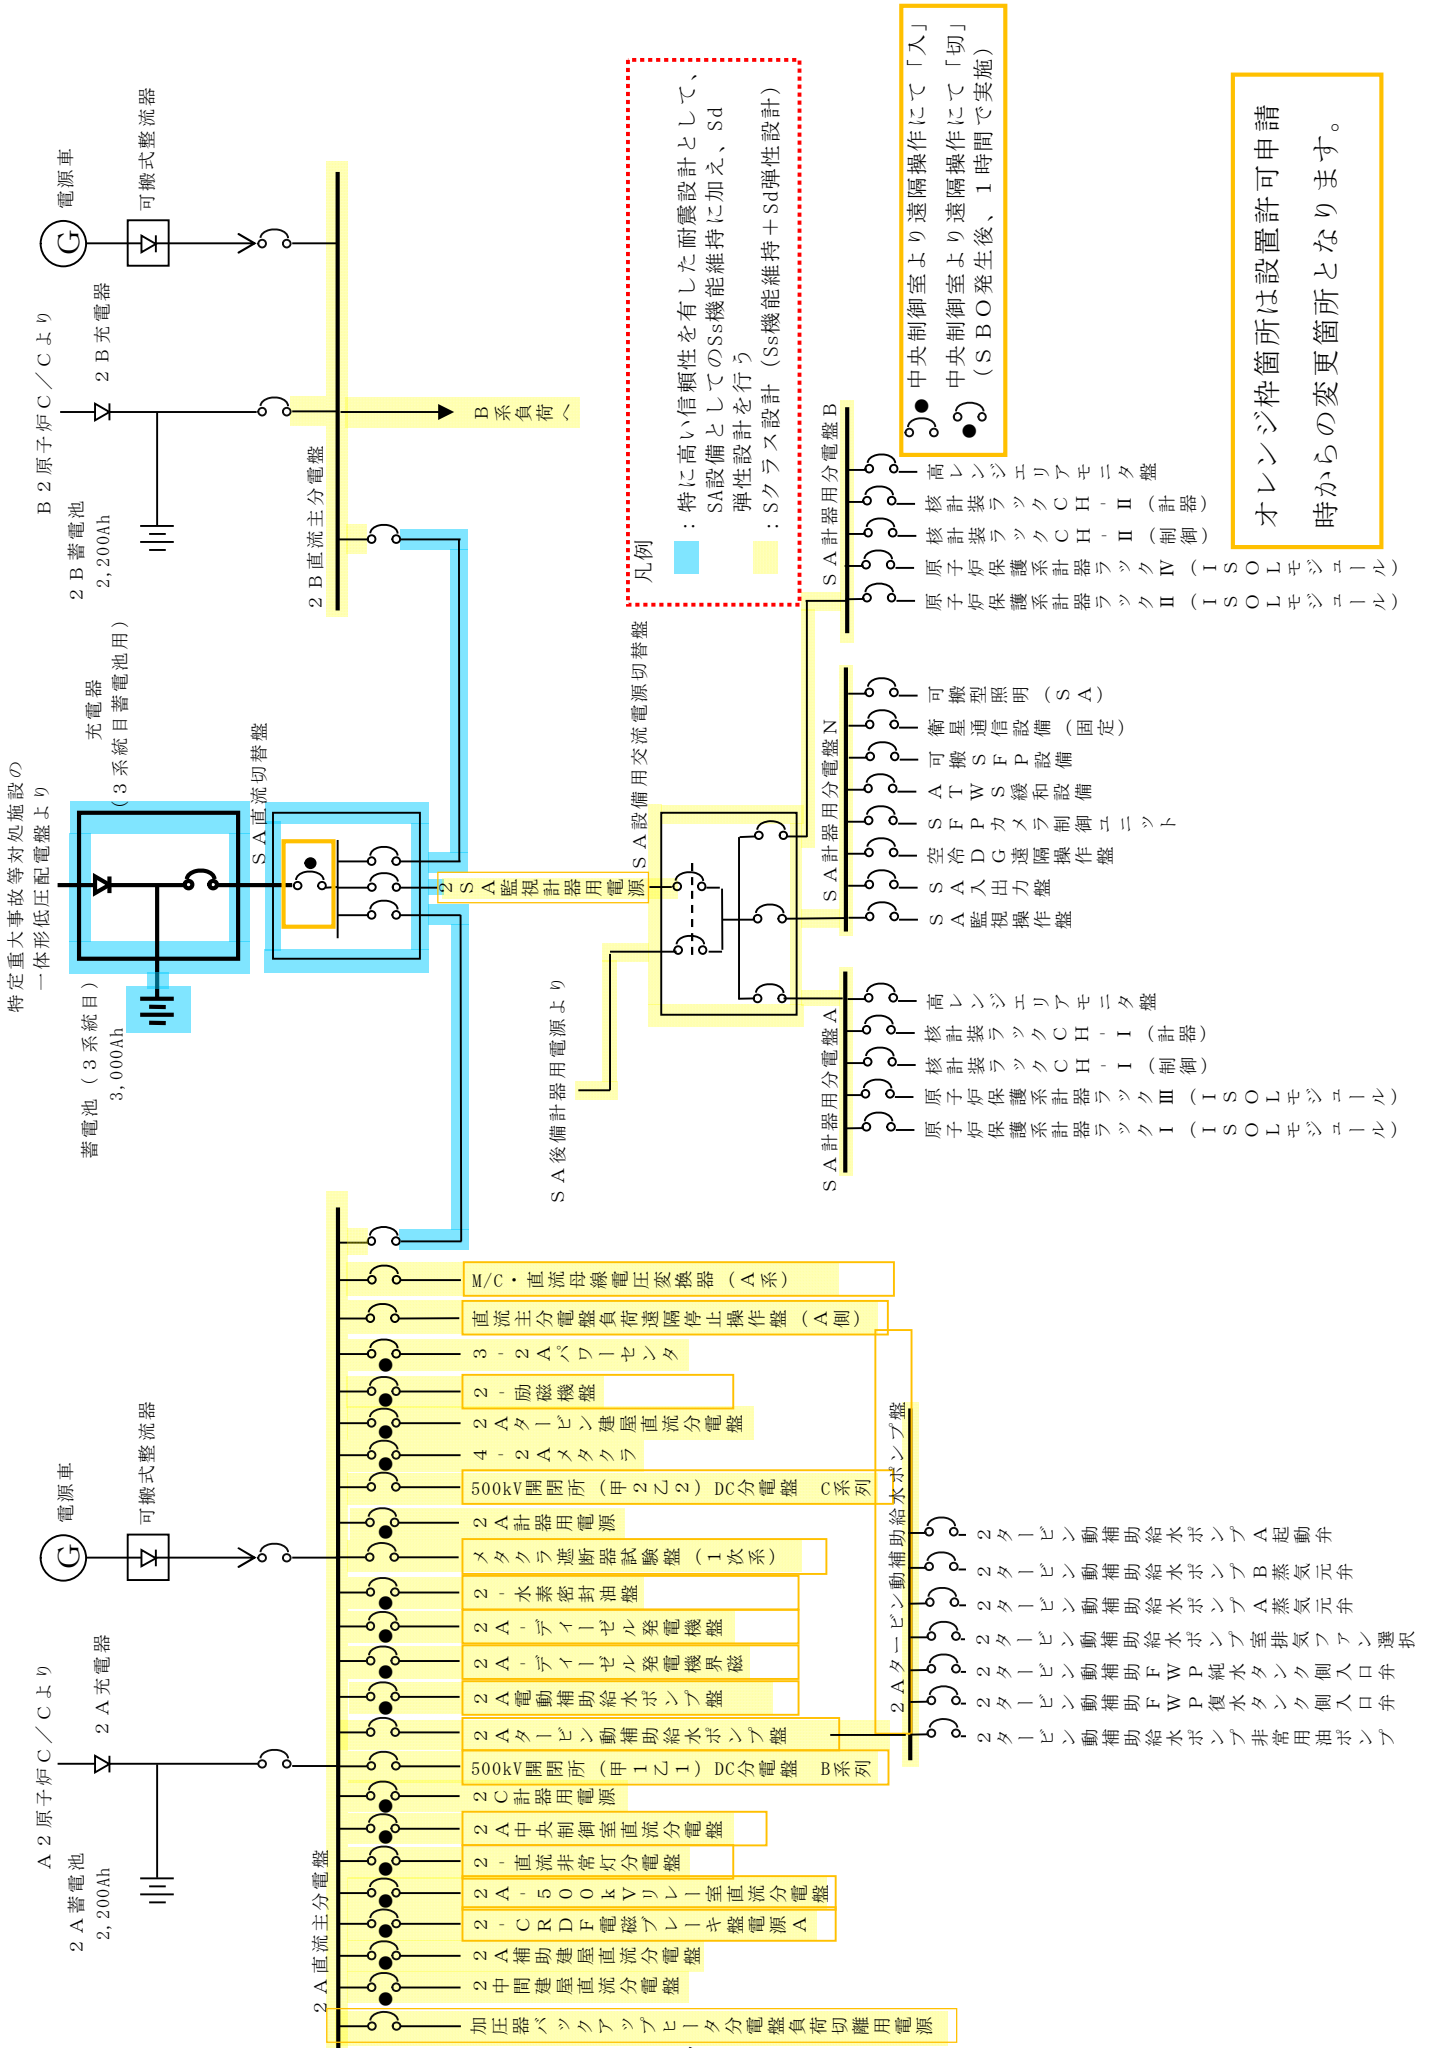 A2原子炉C/Cより
2A充電器
2A蓄電池
2,200Ah
2A直流主分電盤
電源車
G
可搬式整流器
特定重大事故等対処施設の
一体形低圧配電盤より
充電器
(3系統目蓄電池用)
蓄電池(3系統目)
3,000Ah
SA直流切替盤
B2原子炉C/Cより
2B充電器
2B蓄電池
2,200Ah
2B直流主分電盤
電源車
G
可搬式整流器
B系負荷へ
加圧器バックアップヒータ分電盤負荷切離用電源
2中間建屋直流分電盤
2A補助建屋直流分電盤
2-CRDF電磁ブレーキ盤電源A
2A-500kVリレー室直流分電盤
2-直流非常灯分電盤
2A中央制御室直流分電盤
2C計器用電源
500kV開閉所(甲1乙1)DC分電盤 B系列
2Aタービン動補助給水ポンプ盤
2A電動補助給水ポンプ盤
2A-ディーゼル発電機界磁
2A-ディーゼル発電機盤
2-水素密封油盤
メタクラ遮断器試験盤(1次系)
2A計器用電源
500kV開閉所(甲2乙2)DC分電盤 C系列
4-2Aメタクラ
2Aタービン建屋直流分電盤
2-励磁機盤
3-2Aパワーセンタ
直流主分電盤負荷遠隔停止操作盤(A側)
M/C・直流母線電圧変換器(A系)
2SA監視計器用電源
SA後備計器用電源より
SA設備用交流電源切替盤
2Aタービン動補助給水ポンプ盤
2タービン動補助給水ポンプ非常用油ポンプ
2タービン動補助FWP復水タンク側入口弁
2タービン動補助FWP純水タンク側入口弁
2タービン動補助給水ポンプ室排気ファン選択
2タービン動補助給水ポンプA蒸気元弁
2タービン動補助給水ポンプB蒸気元弁
2タービン動補助給水ポンプA起動弁
SA計器用分電盤A
原子炉保護系計器ラックⅠ(ISOLモジュール)
原子炉保護系計器ラックⅢ(ISOLモジュール)
核計装ラックCH-Ⅰ(制御)
核計装ラックCH-Ⅰ(計器)
高レンジエリアモニタ盤
SA計器用分電盤N
SA監視操作盤
SA入出力盤
空冷DG遠隔操作盤
SFPカメラ制御ユニット
ATWS緩和設備
可搬SFP設備
衛星通信設備(固定)
可搬型照明(SA)
SA計器用分電盤B
原子炉保護系計器ラックⅡ(ISOLモジュール)
原子炉保護系計器ラックⅣ(ISOLモジュール)
核計装ラックCH-Ⅱ(制御)
核計装ラックCH-Ⅱ(計器)
高レンジエリアモニタ盤
凡例
:特に高い信頼性を有した耐震設計として、
SA設備としてのSs機能維持に加え、Sd
弾性設計を行う
:Sクラス設計(Ss機能維持+Sd弾性設計)
中央制御室より遠隔操作にて「入」
中央制御室より遠隔操作にて「切」
(SBO発生後、1時間で実施)
オレンジ枠箇所は設置許可申請
時からの変更箇所となります。